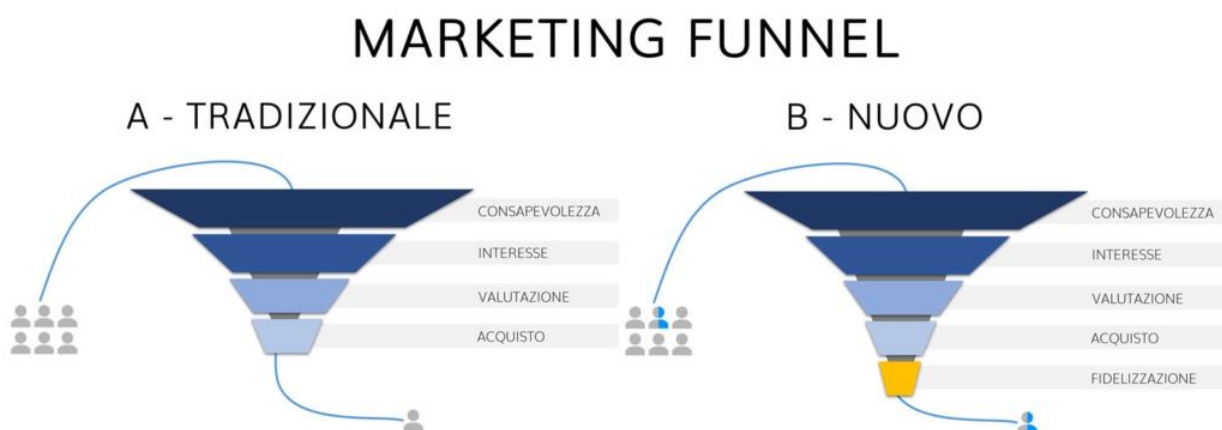 MARKETING FUNNEL
A - TRADIZIONALE
CONSAPEVOLEZZA
INTERESSE
VALUTAZIONE
ACQUISTO
B - NUOVO
CONSAPEVOLEZZA
INTERESSE
VALUTAZIONE
ACQUISTO
FIDELIZZAZIONE